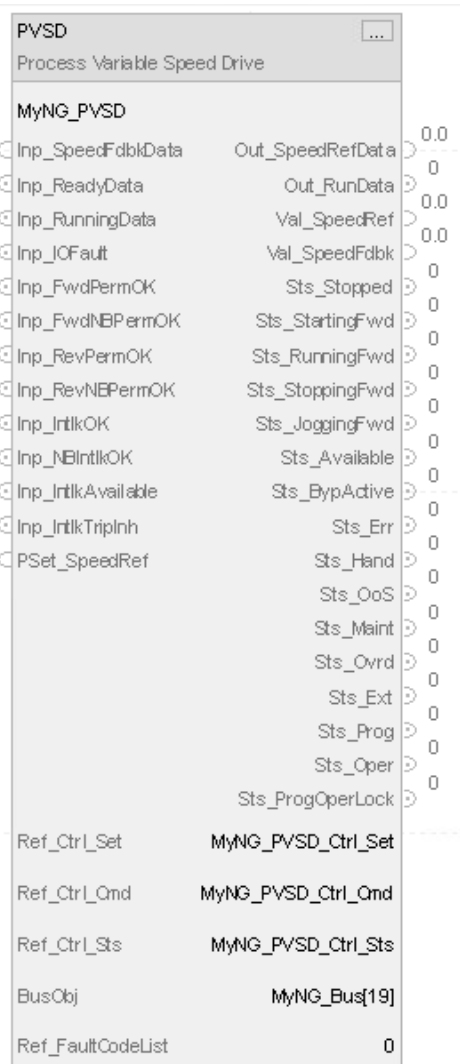 PVSD ...
Process Variable Speed Drive
MyNG_PVSD
0.0
Inp_SpeedFdbkData Out_SpeedRefData
0
Inp_ReadyData Out_RunData
0.0
Inp_RunningData Val_SpeedRef
0.0
Inp_IOFault Val_SpeedFdbk
0
Inp_FwdPermOK Sts_Stopped
0
Inp_FwdNBPermOK Sts_StartingFwd
0
Inp_RevPermOK Sts_RunningFwd
0
Inp_RevNBPermOK Sts_StoppingFwd
0
Inp_IntlkOK Sts_JoggingFwd
0
Inp_NBIntlkOK Sts_Available
0
Inp_IntlkAvailable Sts_BypActive
0
Inp_IntlkTripInh Sts_Err
0
PSet_SpeedRef Sts_Hand
0
Sts_OoS
0
Sts_Maint
0
Sts_Ovrd
0
Sts_Ext
0
Sts_Prog
0
Sts_Oper
0
Sts_ProgOperLock
Ref_Ctrl_Set MyNG_PVSD_Ctrl_Set
Ref_Ctrl_Cmd MyNG_PVSD_Ctrl_Cmd
Ref_Ctrl_Sts MyNG_PVSD_Ctrl_Sts
BusObj MyNG_Bus[19]
Ref_FaultCodeList 0